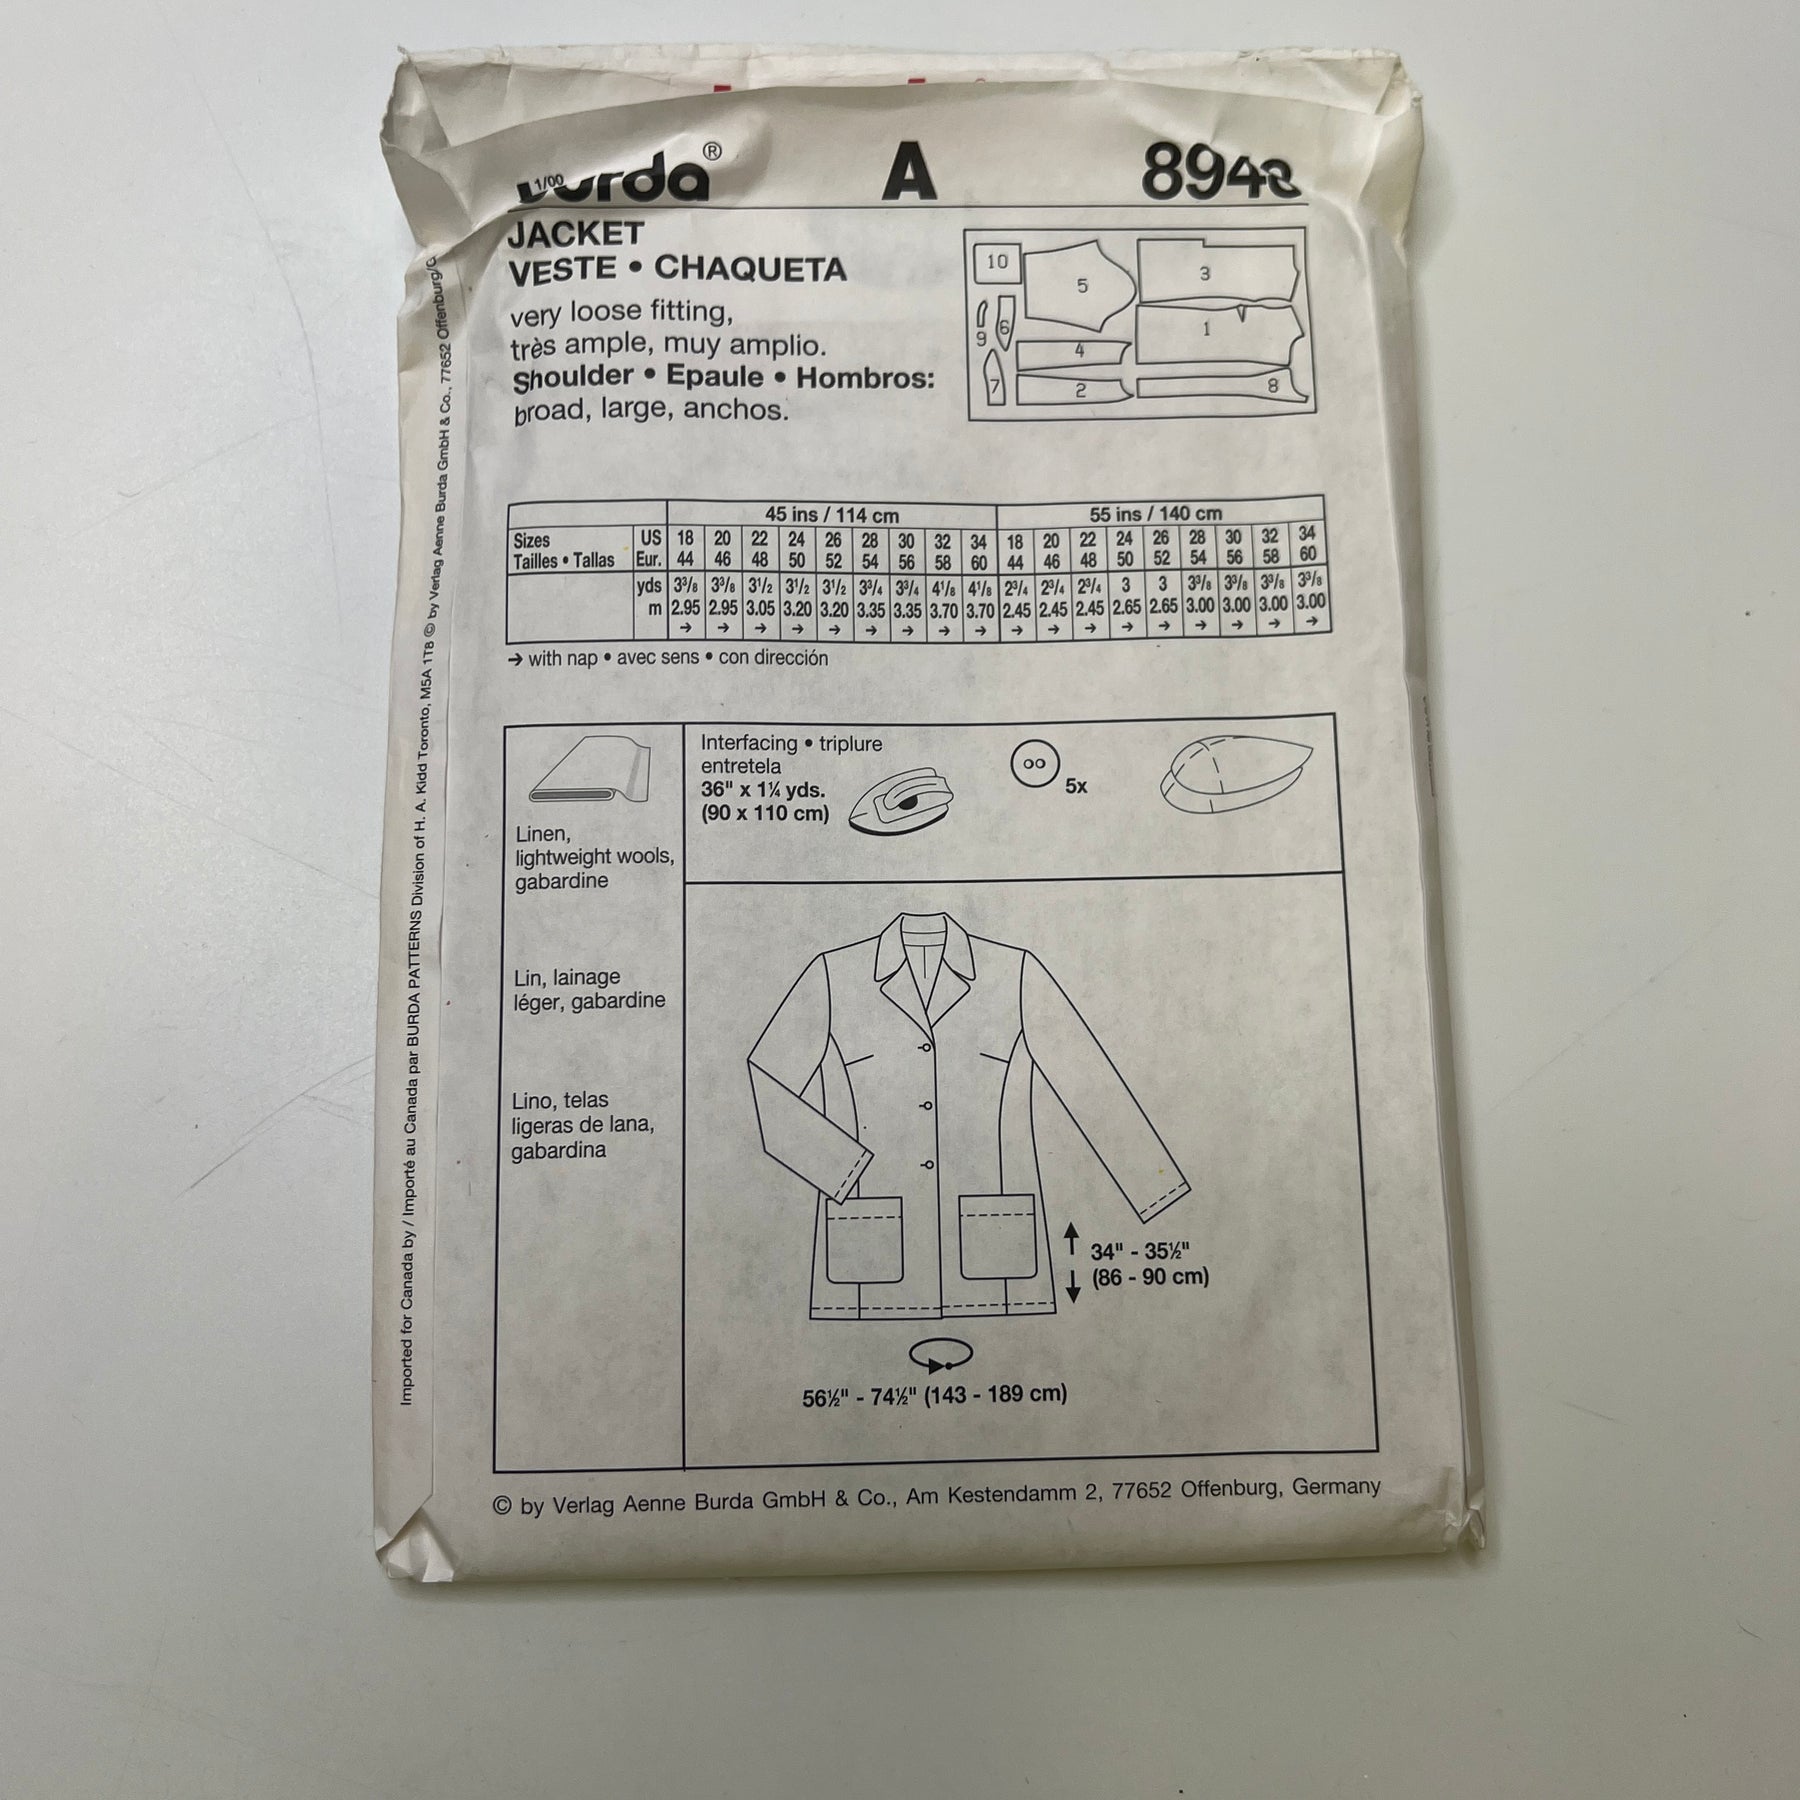 burda® A 8948
1/00
JACKET
VESTE • CHAQUETA
very loose fitting,
très ample, muy amplio.
Shoulder • Epaule • Hombros:
broad, large, anchos.
10 5 3
9 6 1
4
7 2 8
45 ins / 114 cm 55 ins / 140 cm
Sizes US 18 20 22 24 26 28 30 32 34 18 20 22 24 26 28 30 32 34
Tailles • Tallas Eur. 44 46 48 50 52 54 56 58 60 44 46 48 50 52 54 56 58 60
yds 3³/₈ 3³/₈ 3¹/₂ 3¹/₂ 3¹/₂ 3³/₄ 3³/₄ 4¹/₈ 4¹/₈ 2³/₄ 2³/₄ 2³/₄ 3 3 3³/₈ 3³/₈ 3³/₈ 3³/₈
m 2.95 2.95 3.05 3.20 3.20 3.35 3.35 3.70 3.70 2.45 2.45 2.45 2.65 2.65 3.00 3.00 3.00 3.00
→ → → → → → → → → → → → → → → → → →
→ with nap • avec sens • con dirección
Interfacing • triplure
entretela
36" x 1¼ yds.
(90 x 110 cm)
5x
Linen,
lightweight wools,
gabardine
Lin, lainage
léger, gabardine
Lino, telas
ligeras de lana,
gabardina
34" - 35½"
(86 - 90 cm)
56½" - 74½" (143 - 189 cm)
© by Verlag Aenne Burda GmbH & Co., Am Kestendamm 2, 77652 Offenburg, Germany
Imported for Canada by / Importé au Canada par BURDA PATTERNS Division of H. A. Kidd Toronto, M5A 1T8 © by Verlag Aenne Burda GmbH & Co., 77652 Offenburg/G